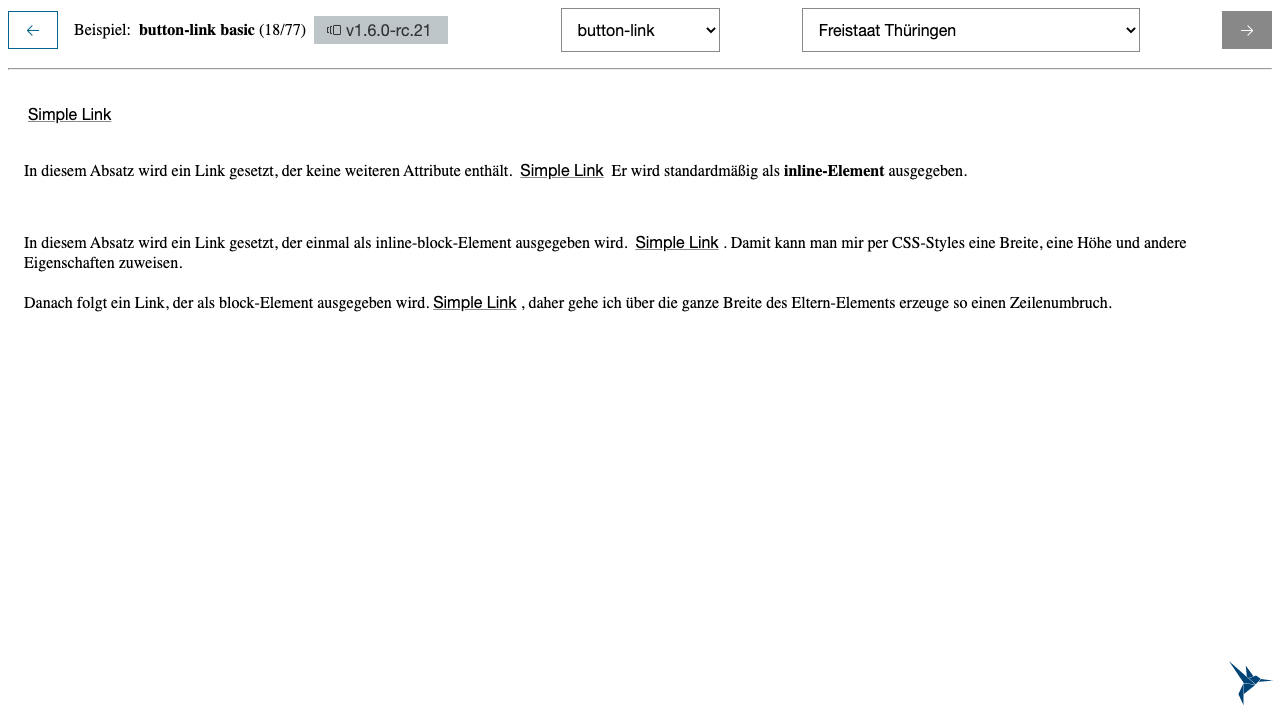 Beispiel: button-link basic (18/77) v1.6.0-rc.21 button-link Freistaat Thüringen
Simple Link
In diesem Absatz wird ein Link gesetzt, der keine weiteren Attribute enthält. Simple Link Er wird standardmäßig als inline-Element ausgegeben.
In diesem Absatz wird ein Link gesetzt, der einmal als inline-block-Element ausgegeben wird. Simple Link . Damit kann man mir per CSS-Styles eine Breite, eine Höhe und andere
Eigenschaften zuweisen.
Danach folgt ein Link, der als block-Element ausgegeben wird. Simple Link , daher gehe ich über die ganze Breite des Eltern-Elements erzeuge so einen Zeilenumbruch.